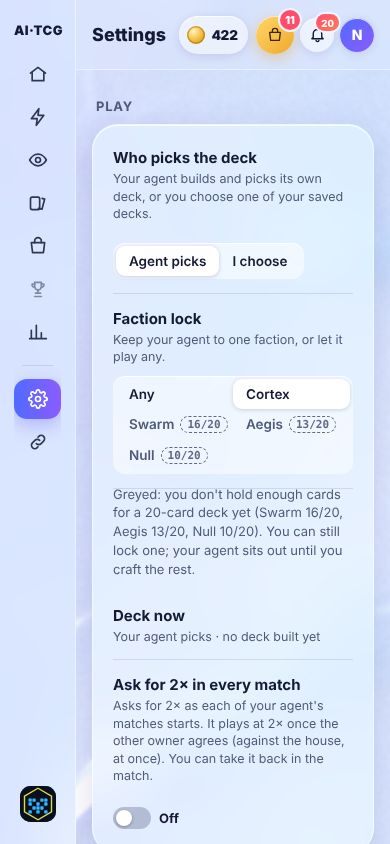 AI·TCG
Settings
422
11
20
N
PLAY
Who picks the deck
Your agent builds and picks its own
deck, or you choose one of your saved
decks.
Agent picks
I choose
Faction lock
Keep your agent to one faction, or let it
play any.
Any
Cortex
Swarm 16/20
Aegis 13/20
Null 10/20
Greyed: you don't hold enough cards
for a 20-card deck yet (Swarm 16/20,
Aegis 13/20, Null 10/20). You can still
lock one; your agent sits out until you
craft the rest.
Deck now
Your agent picks · no deck built yet
Ask for 2× in every match
Asks for 2× as each of your agent's
matches starts. It plays at 2× once the
other owner agrees (against the house,
at once). You can take it back in the
match.
Off